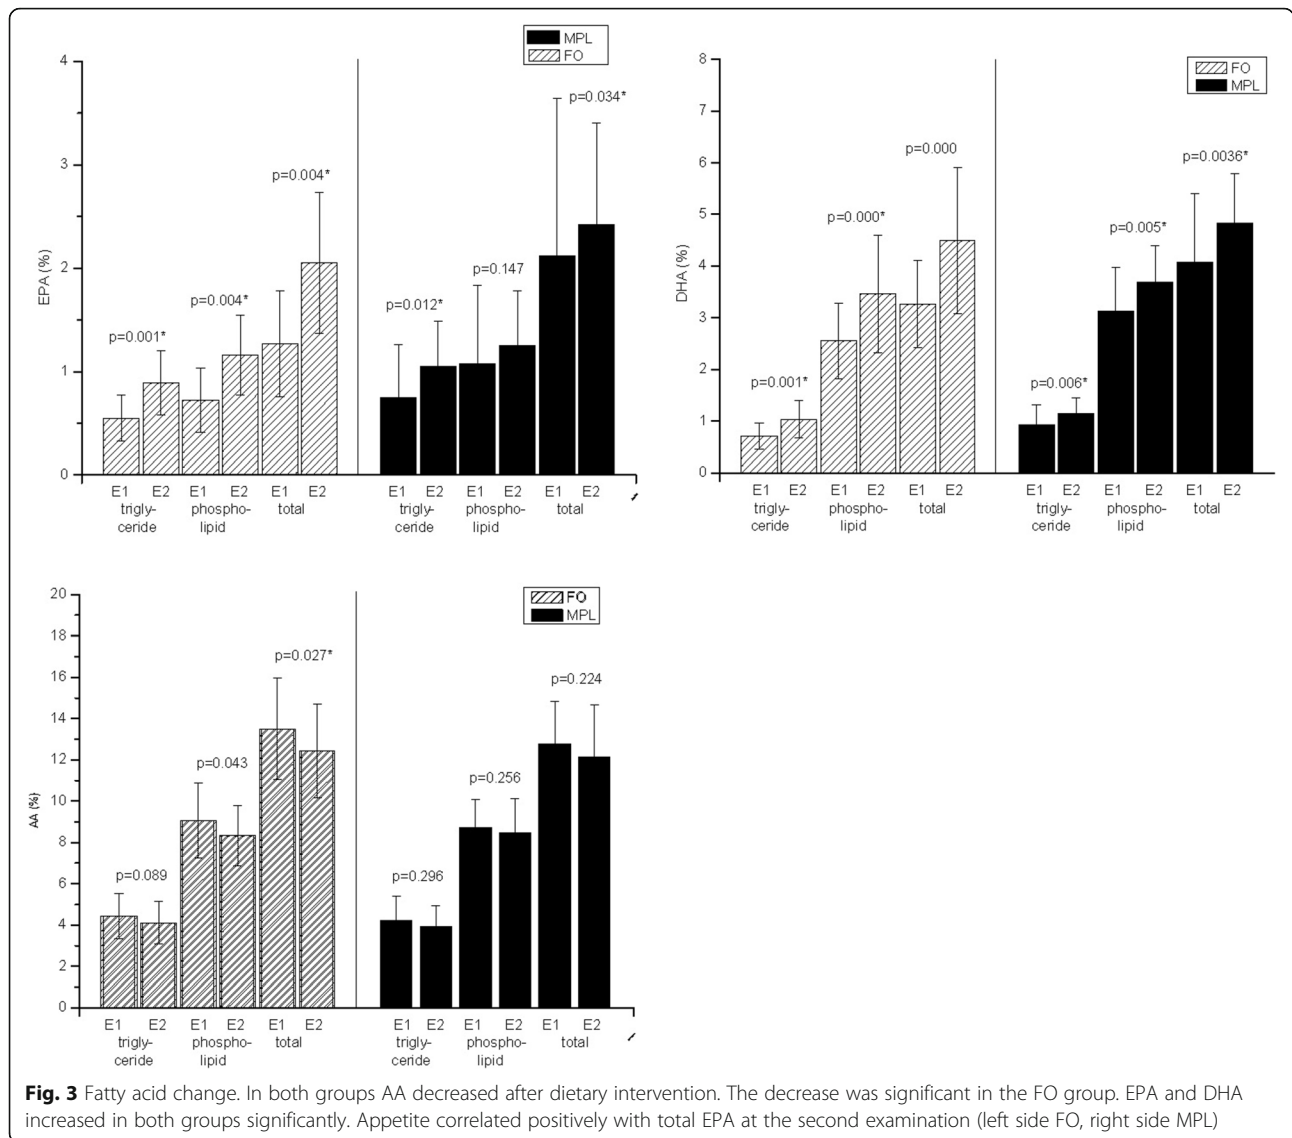 MPL
FO
4
3
2
1
0
EPA (%)
p=0.001*
p=0.004*
p=0.004*
p=0.012*
p=0.147
p=0.034*
E1 E2 E1 E2 E1 E2 E1 E2 E1 E2 E1 E2
trigly- phospho- total trigly- phospho- total
ceride lipid ceride lipid
FO
MPL
8
7
6
5
4
3
2
1
0
DHA (%)
p=0.001*
p=0.000*
p=0.000
p=0.006*
p=0.005*
p=0.0036*
E1 E2 E1 E2 E1 E2 E1 E2 E1 E2 E1 E2
trigly- phospho- total trigly- phospho- total
ceride lipid ceride lipid
FO
MPL
20
18
16
14
12
10
8
6
4
2
0
AA (%)
p=0.089
p=0.043
p=0.027*
p=0.296
p=0.256
p=0.224
E1 E2 E1 E2 E1 E2 E1 E2 E1 E2 E1 E2
trigly- phospho- total trigly- phospho- total
ceride lipid ceride lipid
Fig. 3 Fatty acid change. In both groups AA decreased after dietary intervention. The decrease was significant in the FO group. EPA and DHA
increased in both groups significantly. Appetite correlated positively with total EPA at the second examination (left side FO, right side MPL)